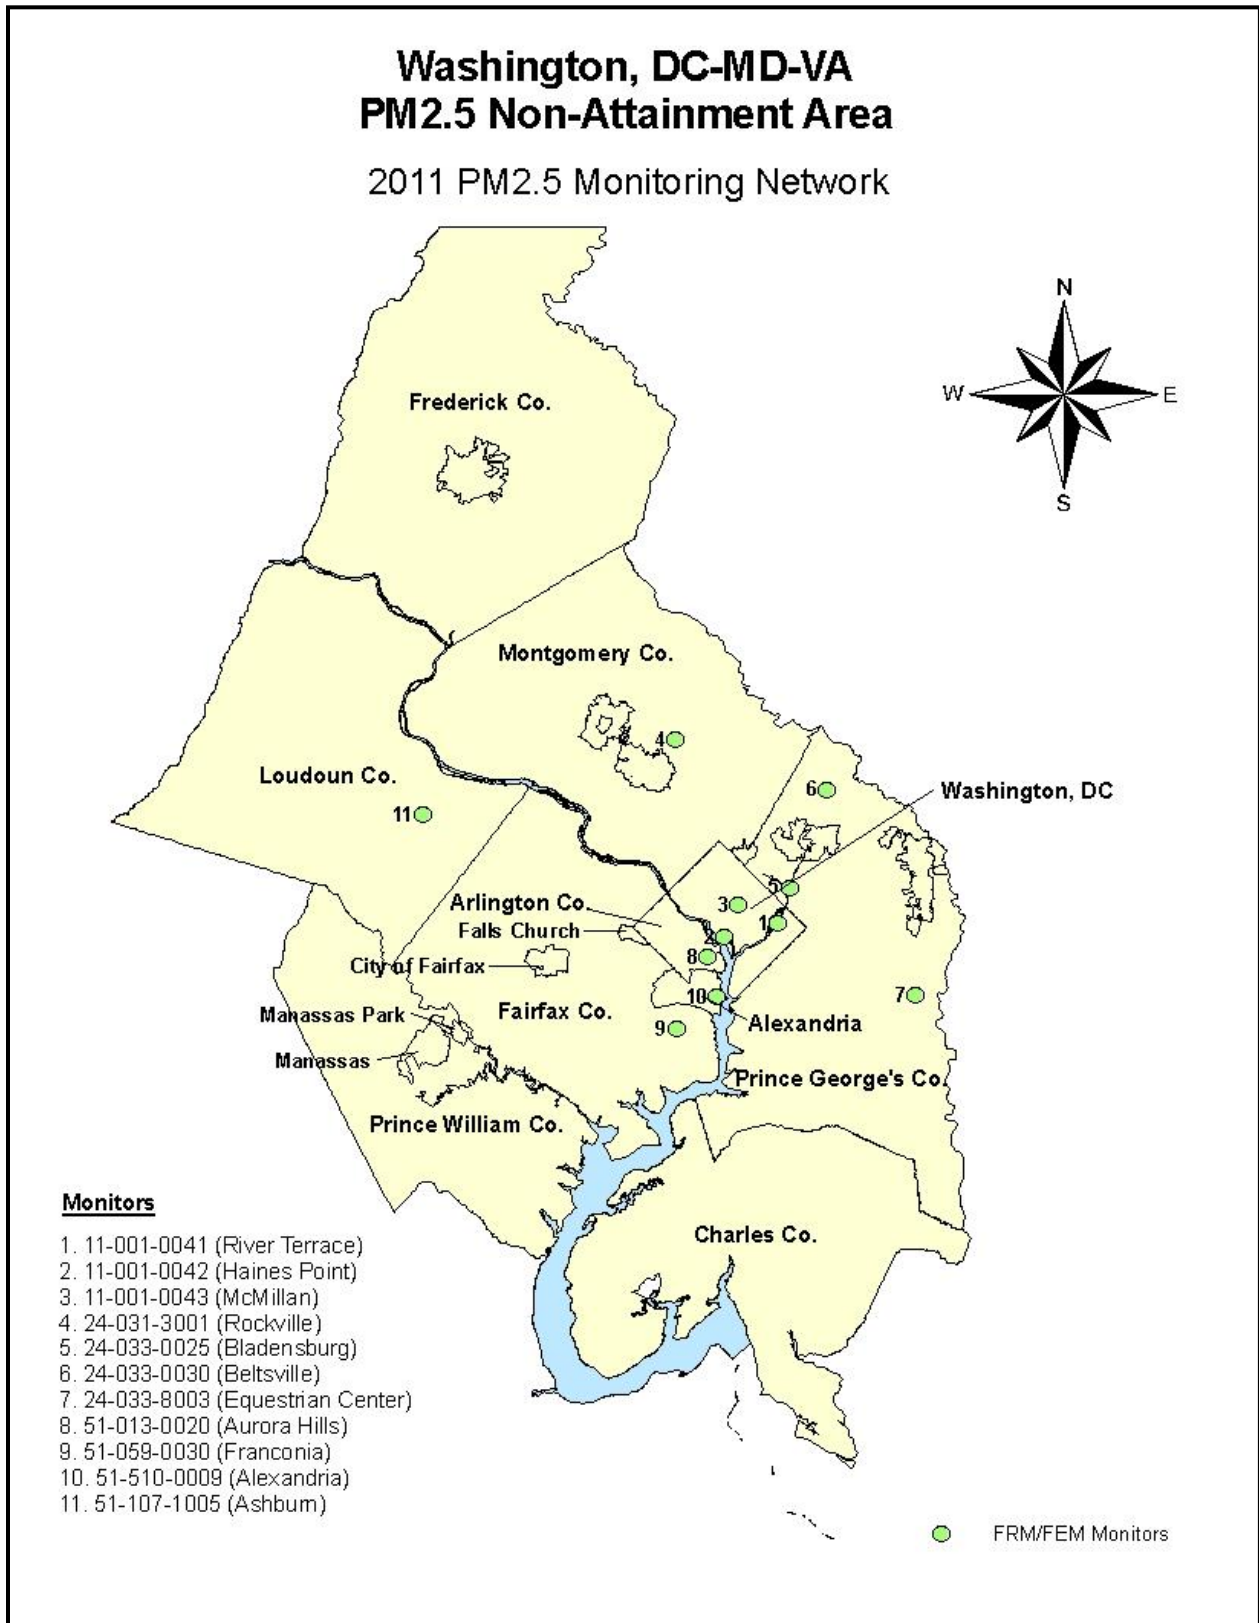 Washington, DC-MD-VA
PM2.5 Non-Attainment Area
2011 PM2.5 Monitoring Network
N
W
E
S
Frederick Co.
Montgomery Co.
4
Loudoun Co.
11
6
Washington, DC
5
Arlington Co.
3
Falls Church
1
2
8
City of Fairfax
7
10
Manassas Park
Fairfax Co.
Alexandria
9
Manassas
Prince George's Co.
Prince William Co.
Charles Co.
Monitors
1. 11-001-0041 (River Terrace)
2. 11-001-0042 (Haines Point)
3. 11-001-0043 (McMillan)
4. 24-031-3001 (Rockville)
5. 24-033-0025 (Bladensburg)
6. 24-033-0030 (Beltsville)
7. 24-033-8003 (Equestrian Center)
8. 51-013-0020 (Aurora Hills)
9. 51-059-0030 (Franconia)
10. 51-510-0009 (Alexandria)
11. 51-107-1005 (Ashburn)
FRM/FEM Monitors